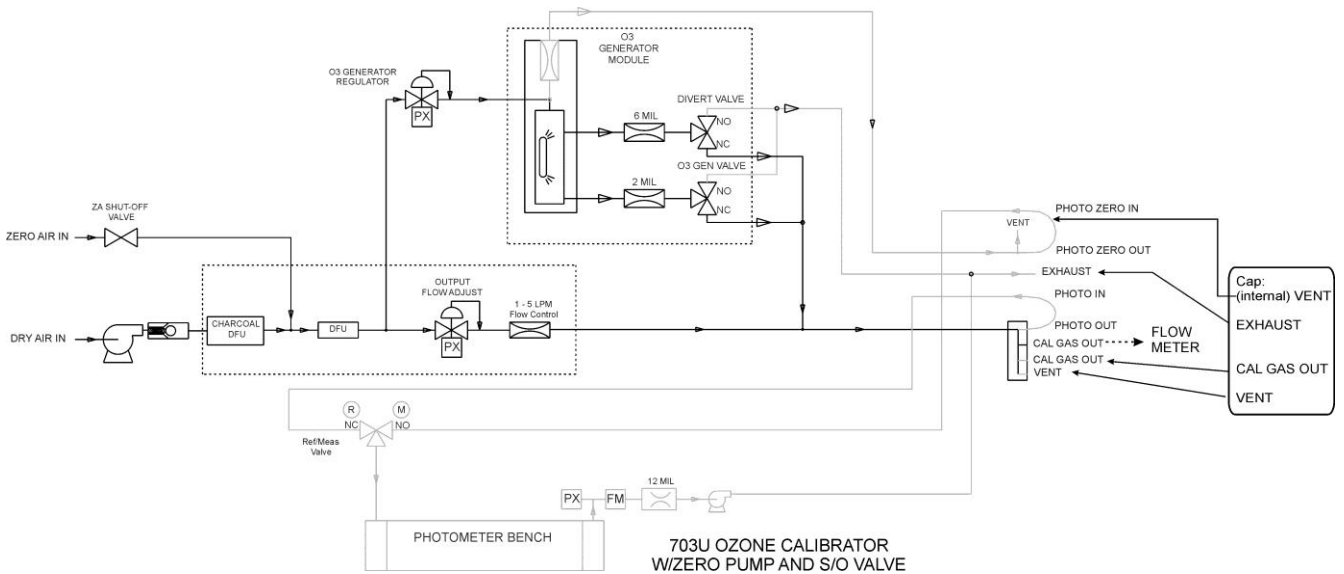 O3
GENERATOR
MODULE
O3 GENERATOR
REGULATOR
PX
6 MIL
DIVERT VALVE
NO
NC
O3 GEN VALVE
2 MIL
NO
NC
ZA SHUT-OFF
VALVE
ZERO AIR IN
PHOTO ZERO IN
VENT
PHOTO ZERO OUT
OUTPUT
FLOW ADJUST
1 - 5 LPM
Flow Control
EXHAUST
PHOTO IN
Cap:
(internal) VENT
EXHAUST
CAL GAS OUT
VENT
DRY AIR IN
CHARCOAL
DFU
DFU
PX
PHOTO OUT
CAL GAS OUT
FLOW
METER
CAL GAS OUT
VENT
R
M
NC
NO
Ref/Meas
Valve
12 MIL
PX
FM
PHOTOMETER BENCH
703U OZONE CALIBRATOR
W/ZERO PUMP AND S/O VALVE